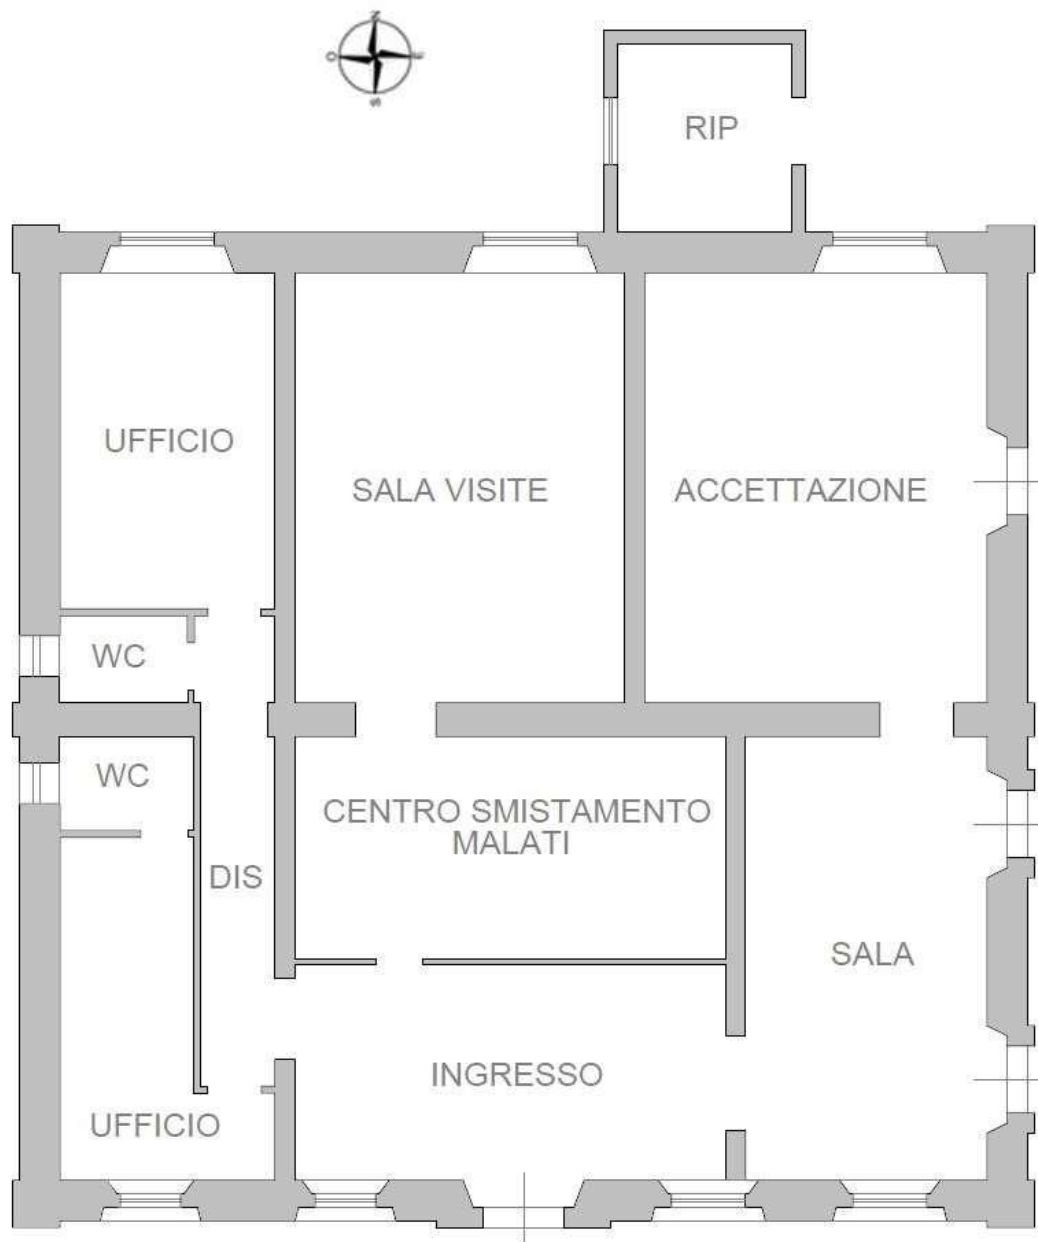 N
O
E
S
RIP
UFFICIO
SALA VISITE
ACCETTAZIONE
WC
WC
CENTRO SMISTAMENTO
MALATI
DIS
SALA
INGRESSO
UFFICIO